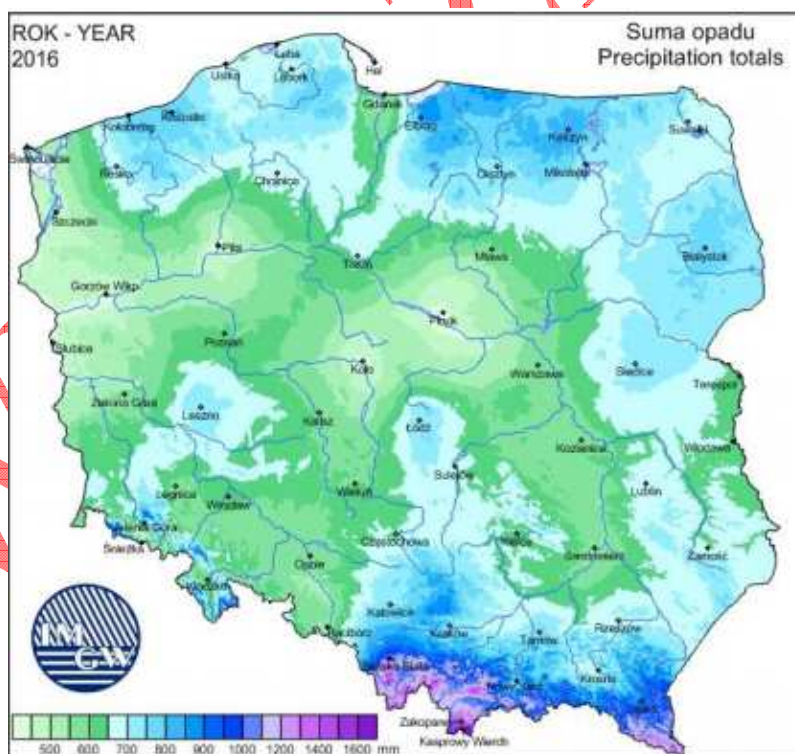 ROK - YEAR
2016
Suma opadu
Precipitation totals
Łeba
Ustka
Lębork
Hel
Gdańsk
Kołobrzeg
Koszalin
Elbląg
Kętrzyn
Suwałki
Świnoujście
Resko
Chojnice
Olsztyn
Mikołajki
Szczecin
Piła
Toruń
Mława
Białystok
Gorzów Wlkp.
Płock
Słubice
Poznań
Koło
Warszawa
Siedlce
Terespol
Zielona Góra
Leszno
Kalisz
Łódź
Kozienice
Włodawa
Sulejów
Legnica
Wrocław
Wieluń
Lublin
Jelenia Góra
Śnieżka
Częstochowa
Kielce
Sandomierz
Zamość
Opole
Kłodzko
Katowice
Racibórz
Kraków
Tarnów
Rzeszów
Bielsko Biała
Nowy Sącz
Krosno
Zakopane
Kasprowy Wierch
IM
GW
500 600 700 800 900 1000 1200 1400 1600 mm